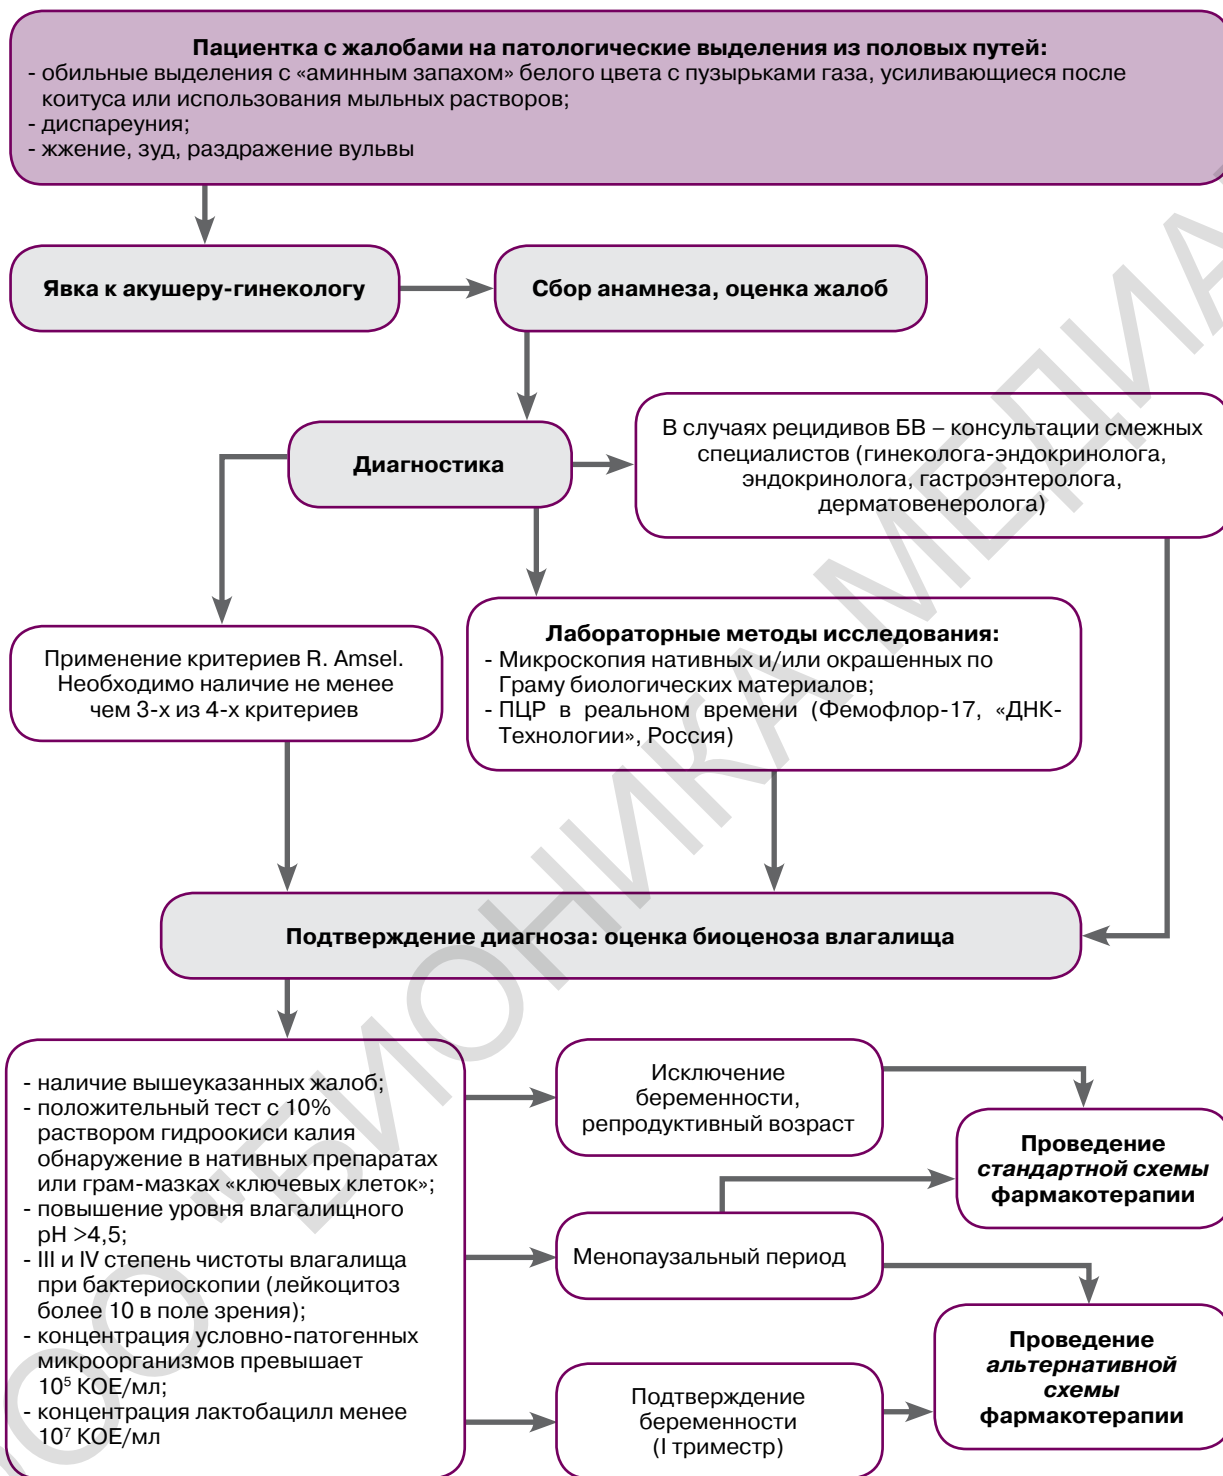 Пациентка с жалобами на патологические выделения из половых путей:
- обильные выделения с «аминным запахом» белого цвета с пузырьками газа, усиливающиеся после
коитуса или использования мыльных растворов;
- диспареуния;
- жжение, зуд, раздражение вульвы
Явка к акушеру-гинекологу
Сбор анамнеза, оценка жалоб
Диагностика
В случаях рецидивов БВ – консультации смежных
специалистов (гинеколога-эндокринолога,
эндокринолога, гастроэнтеролога,
дерматовенеролога)
Применение критериев R. Amsel.
Необходимо наличие не менее
чем 3-х из 4-х критериев
Лабораторные методы исследования:
- Микроскопия нативных и/или окрашенных по
Граму биологических материалов;
- ПЦР в реальном времени (Фемофлор-17, «ДНК-
Технологии», Россия)
Подтверждение диагноза: оценка биоценоза влагалища
- наличие вышеуказанных жалоб;
- положительный тест с 10%
раствором гидроокиси калия
обнаружение в нативных препаратах
или грам-мазках «ключевых клеток»;
- повышение уровня влагалищного
pH >4,5;
- III и IV степень чистоты влагалища
при бактериоскопии (лейкоцитоз
более 10 в поле зрения);
- концентрация условно-патогенных
микроорганизмов превышает
10⁵ КОЕ/мл;
- концентрация лактобацилл менее
10⁷ КОЕ/мл
Исключение
беременности,
репродуктивный возраст
Менопаузальный период
Подтверждение
беременности
(I триместр)
Проведение
стандартной схемы
фармакотерапии
Проведение
альтернативной
схемы
фармакотерапии
ООО "БИОНИКА МЕДИА